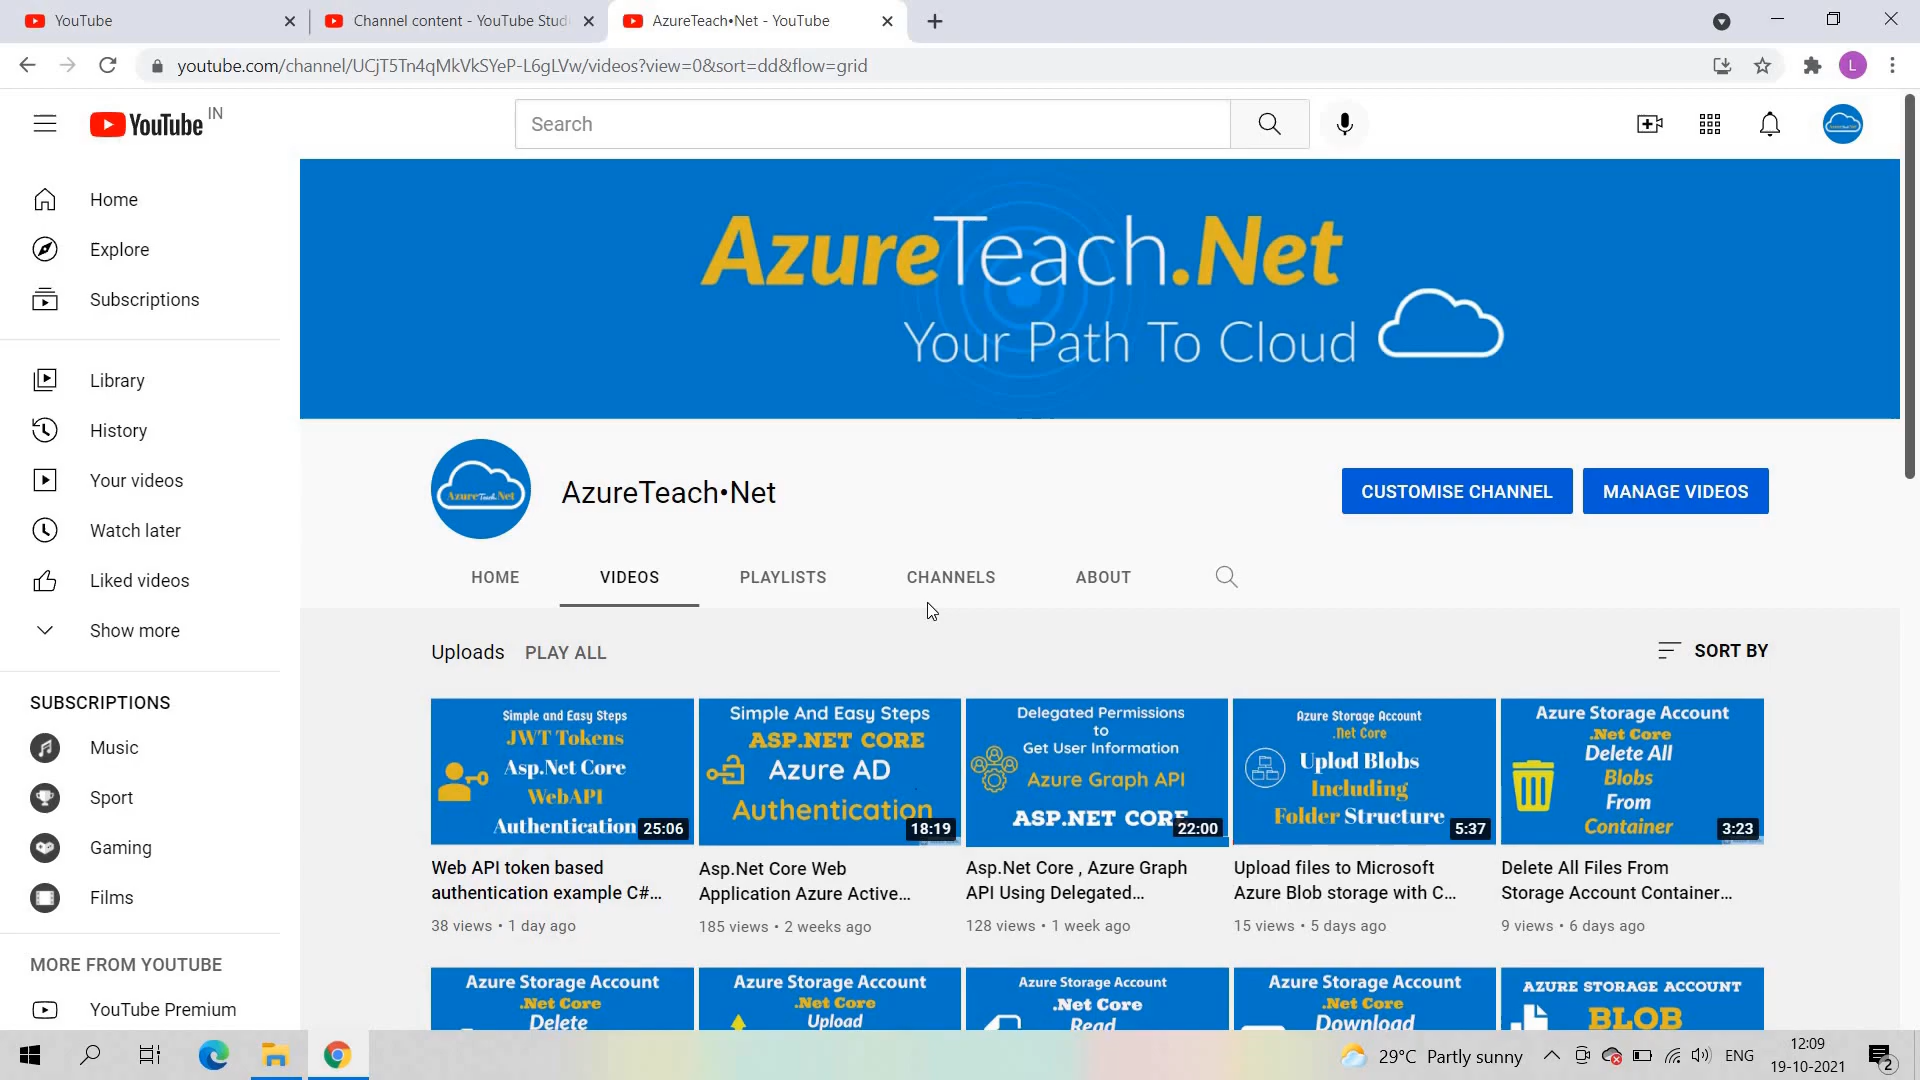 YouTube
Channel content - YouTube Stud
AzureTeach•Net - YouTube
youtube.com/channel/UCjT5Tn4qMkVkSYeP-L6gLVw/videos?view=0&sort=dd&flow=grid
L
YouTube IN
Search
Home
Explore
Subscriptions
Library
History
Your videos
Watch later
Liked videos
Show more
SUBSCRIPTIONS
Music
Sport
Gaming
Films
MORE FROM YOUTUBE
YouTube Premium
AzureTeach.Net
Your Path To Cloud
AzureTeach.Net
AzureTeach•Net
CUSTOMISE CHANNEL
MANAGE VIDEOS
HOME
VIDEOS
PLAYLISTS
CHANNELS
ABOUT
Uploads
PLAY ALL
SORT BY
Simple and Easy Steps
JWT Tokens
Asp.Net Core
WebAPI
Authentication
25:06
Web API token based
authentication example C#...
38 views • 1 day ago
Simple And Easy Steps
ASP.NET CORE
Azure AD
Authentication
18:19
Asp.Net Core Web
Application Azure Active...
185 views • 2 weeks ago
Delegated Permissions
to
Get User Information
Azure Graph API
ASP.NET CORE
22:00
Asp.Net Core , Azure Graph
API Using Delegated...
128 views • 1 week ago
Azure Storage Account
.Net Core
Uplod Blobs
Including
Folder Structure
5:37
Upload files to Microsoft
Azure Blob storage with C...
15 views • 5 days ago
Azure Storage Account
.Net Core
Delete All
Blobs
From
Container
3:23
Delete All Files From
Storage Account Container...
9 views • 6 days ago
Azure Storage Account
.Net Core
Delete
Azure Storage Account
.Net Core
Upload
Azure Storage Account
.Net Core
Read
Azure Storage Account
.Net Core
Download
AZURE STORAGE ACCOUNT
BLOB
29°C Partly sunny
ENG
12:09
19-10-2021
2